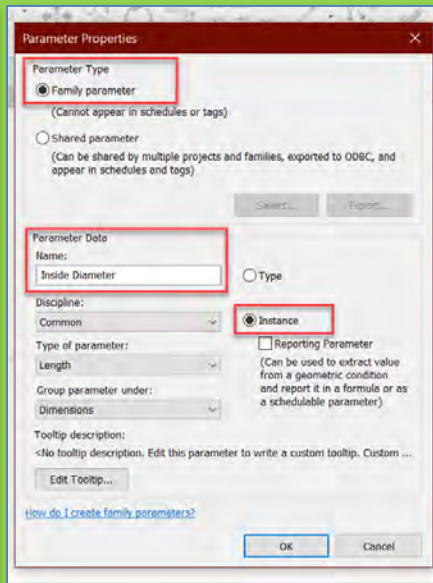 Parameter Properties
Parameter Type
Family parameter
(Cannot appear in schedules or tags)
Shared parameter
(Can be shared by multiple projects and families, exported to ODBC, and
appear in schedules and tags)
Select...
Export...
Parameter Data
Name:
Inside Diameter
Type
Discipline:
Common
Instance
Type of parameter:
Length
Reporting Parameter
(Can be used to extract value
from a geometric condition
and report it in a formula or as
a schedulable parameter)
Group parameter under:
Dimensions
Tooltip description:
<No tooltip description. Edit this parameter to write a custom tooltip. Custom ...
Edit Tooltip...
How do I create family parameters?
OK
Cancel